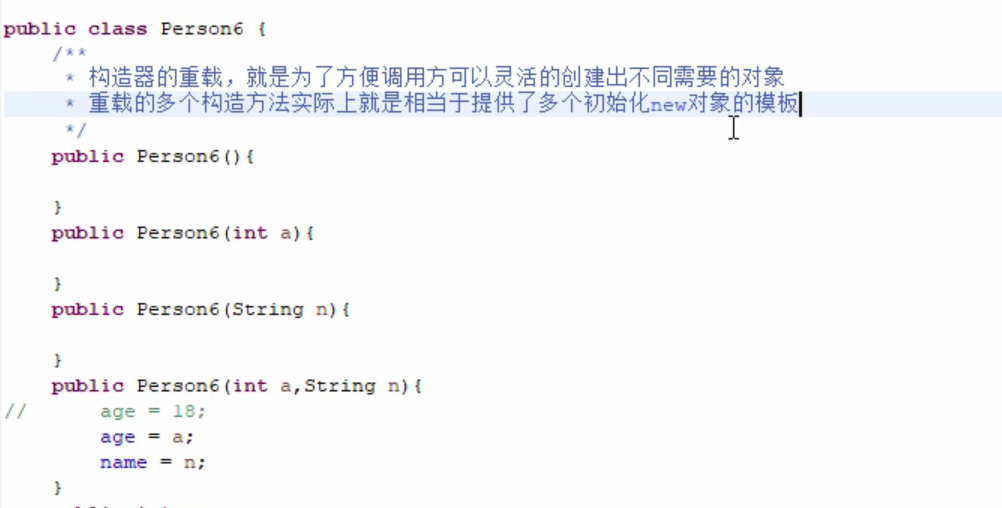 public class Person6 {
/**
* 构造器的重载，就是为了方便调用方可以灵活的创建出不同需要的对象
* 重载的多个构造方法实际上就是相当于提供了多个初始化new对象的模板
*/
public Person6(){
}
public Person6(int a){
}
public Person6(String n){
}
public Person6(int a,String n){
// age = 18;
age = a;
name = n;
}